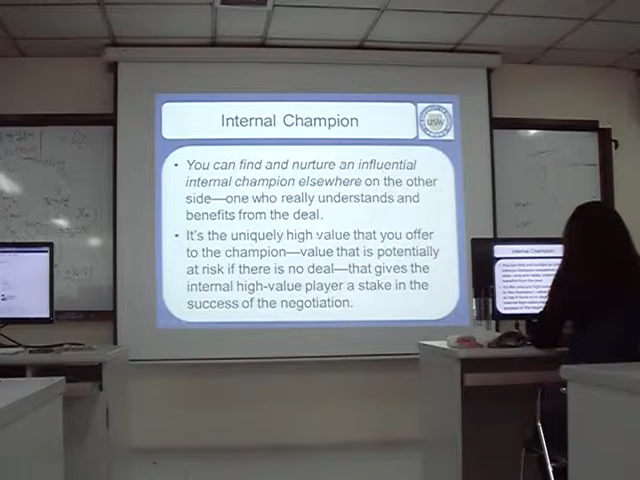 Internal Champion
• You can find and nurture an influential
internal champion elsewhere on the other
side—one who really understands and
benefits from the deal.
• It's the uniquely high value that you offer
to the champion—value that is potentially
at risk if there is no deal—that gives the
internal high-value player a stake in the
success of the negotiation.
Internal Champion